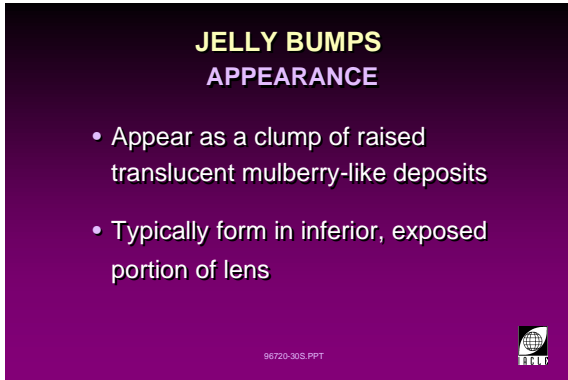 JELLY BUMPS
APPEARANCE
• Appear as a clump of raised
translucent mulberry-like deposits
• Typically form in inferior, exposed
portion of lens
96720-30S.PPT
IACLE